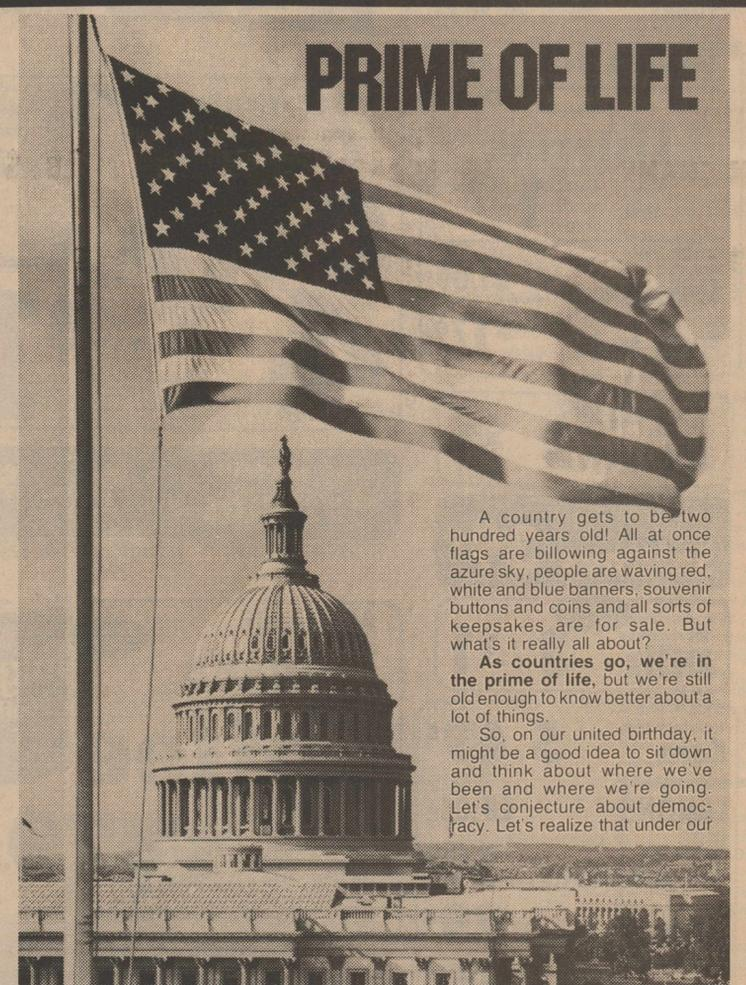 PRIME OF LIFE
A country gets to be two
hundred years old! All at once
flags are billowing against the
azure sky, people are waving red,
white and blue banners, souvenir
buttons and coins and all sorts of
keepsakes are for sale. But
what's it really all about?
As countries go, we're in
the prime of life, but we're still
old enough to know better about a
lot of things.
So, on our united birthday, it
might be a good idea to sit down
and think about where we've
been and where we're going.
Let's conjecture about democ-
racy. Let's realize that under our